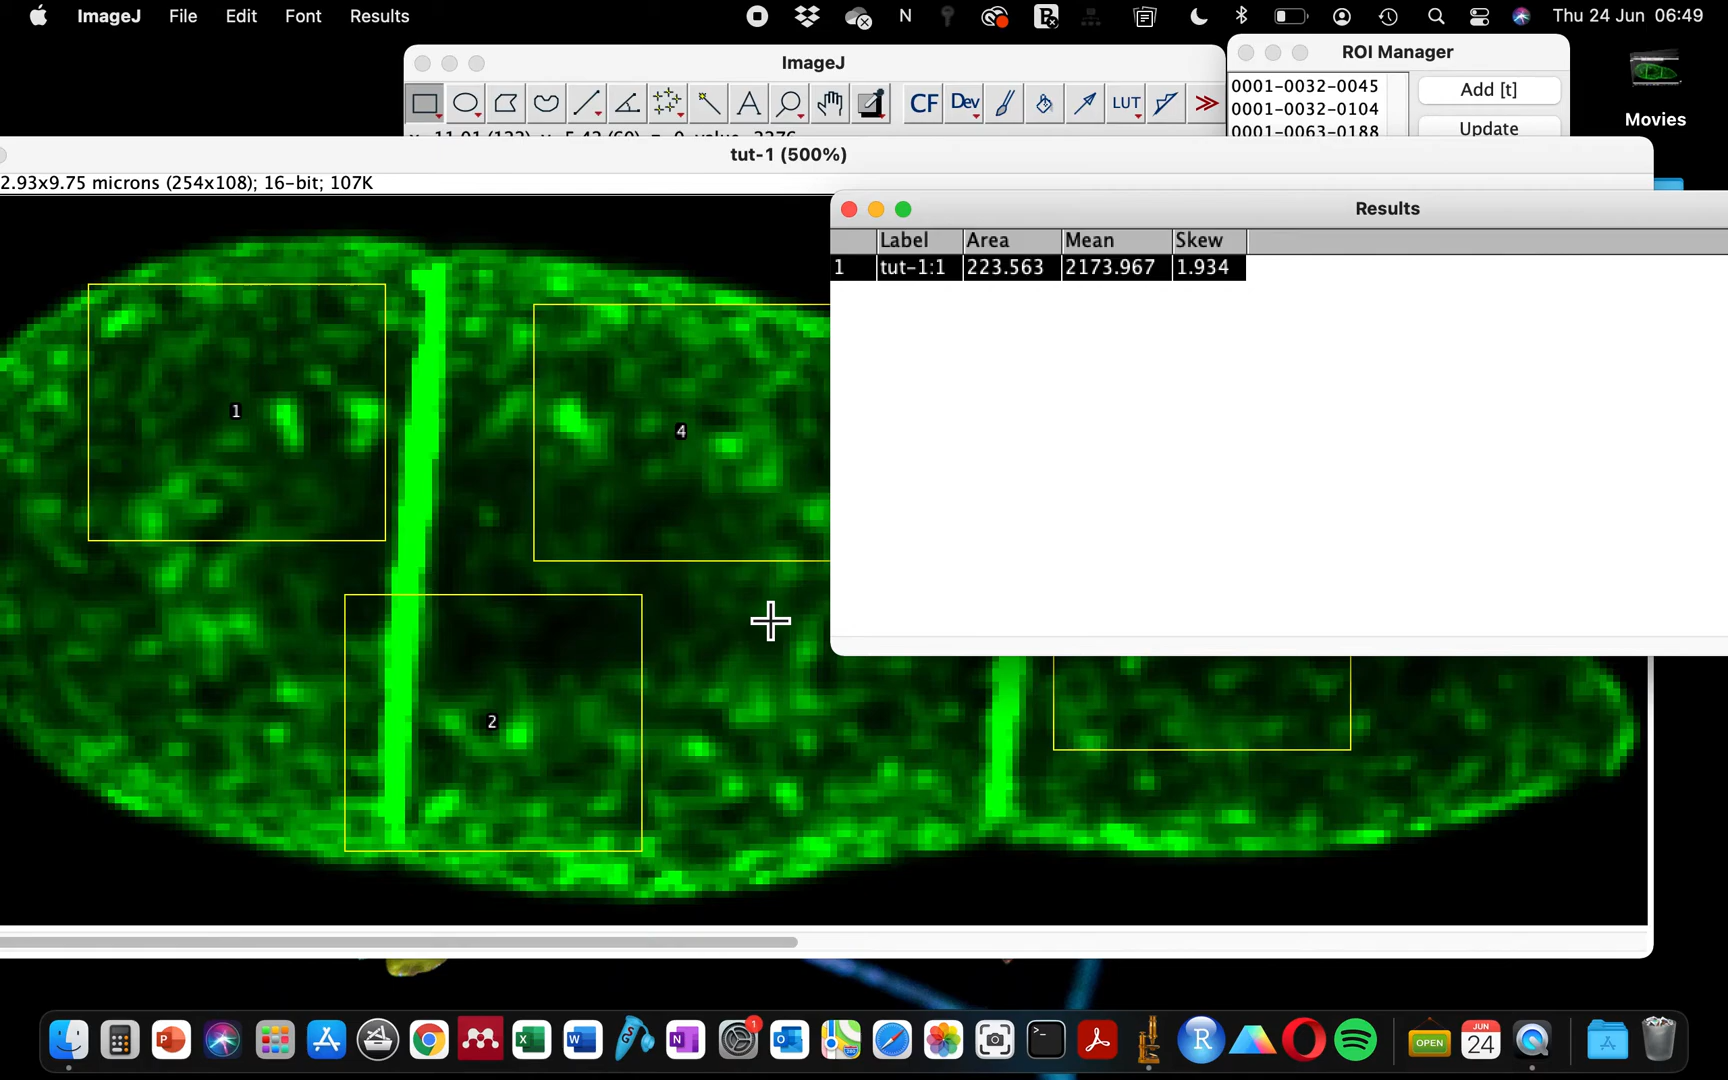 ImageJ File Edit Font Results
Thu 24 Jun 06:49
ImageJ
CF Dev LUT
ROI Manager
0001-0032-0045
0001-0032-0104
0001-0063-0188
Add [t]
Update
Movies
tut-1 (500%)
2.93x9.75 microns (254x108); 16-bit; 107K
Results
Label Area Mean Skew
1 tut-1:1 223.563 2173.967 1.934
1
4
2
1
OPEN
JUN
24